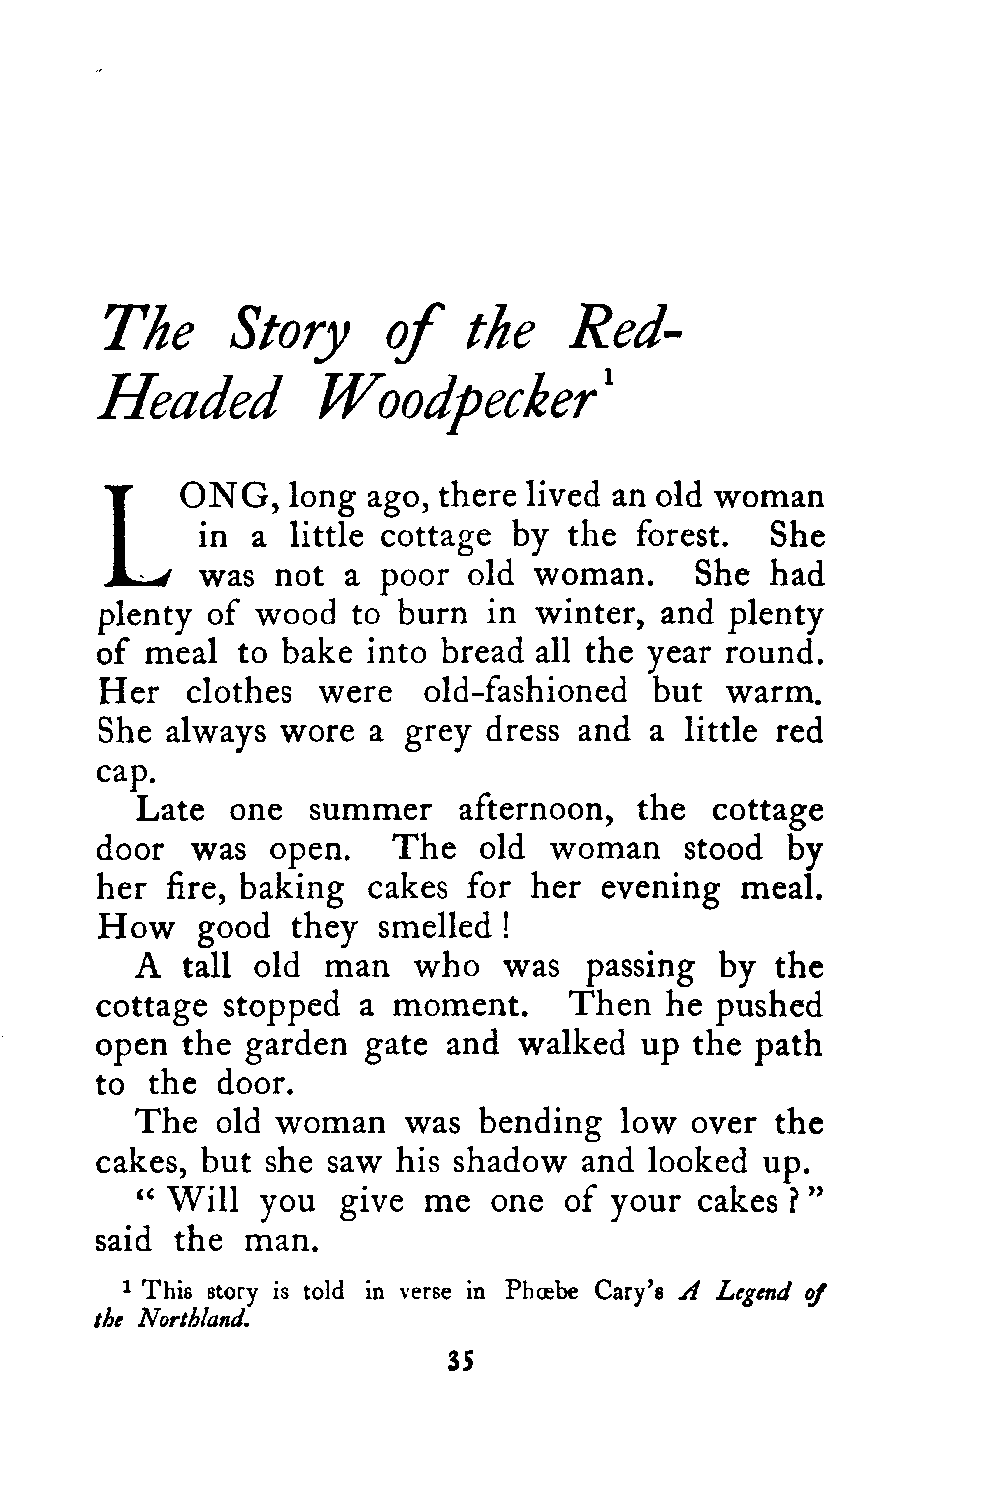 The Story of the Red-
Headed Woodpecker¹
LONG, long ago, there lived an old woman
in a little cottage by the forest. She
was not a poor old woman. She had
plenty of wood to burn in winter, and plenty
of meal to bake into bread all the year round.
Her clothes were old-fashioned but warm.
She always wore a grey dress and a little red
cap.
Late one summer afternoon, the cottage
door was open. The old woman stood by
her fire, baking cakes for her evening meal.
How good they smelled !
A tall old man who was passing by the
cottage stopped a moment. Then he pushed
open the garden gate and walked up the path
to the door.
The old woman was bending low over the
cakes, but she saw his shadow and looked up.
“ Will you give me one of your cakes ? ”
said the man.
¹ This story is told in verse in Phœbe Cary's A Legend of
the Northland.
35